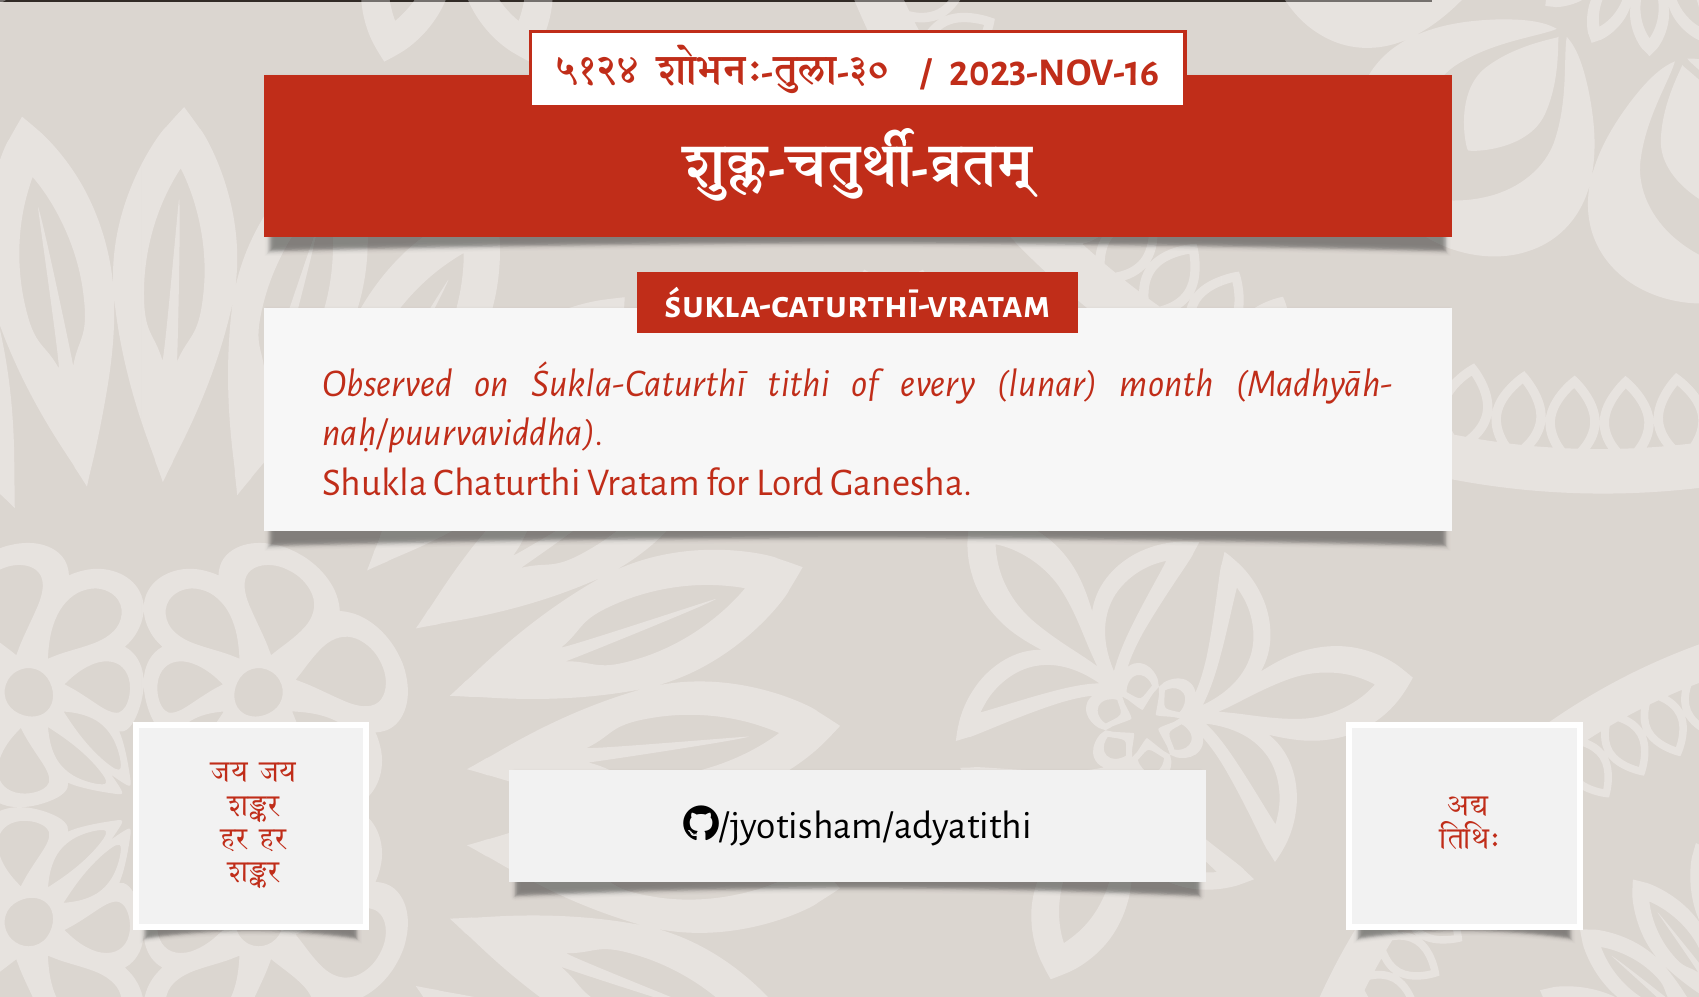 ५१२४ शोभनः-तुला-३० / 2023-NOV-16
शुक्ल-चतुर्थी-व्रतम्
ŚUKLA-CATURTHĪ-VRATAM
Observed on Śukla-Caturthī tithi of every (lunar) month (Madhyāh-
naḥ/puurvaviddha).
Shukla Chaturthi Vratam for Lord Ganesha.
जय जय
शङ्कर
हर हर
शङ्कर
/jyotisham/adyatithi
अद्य
तिथिः